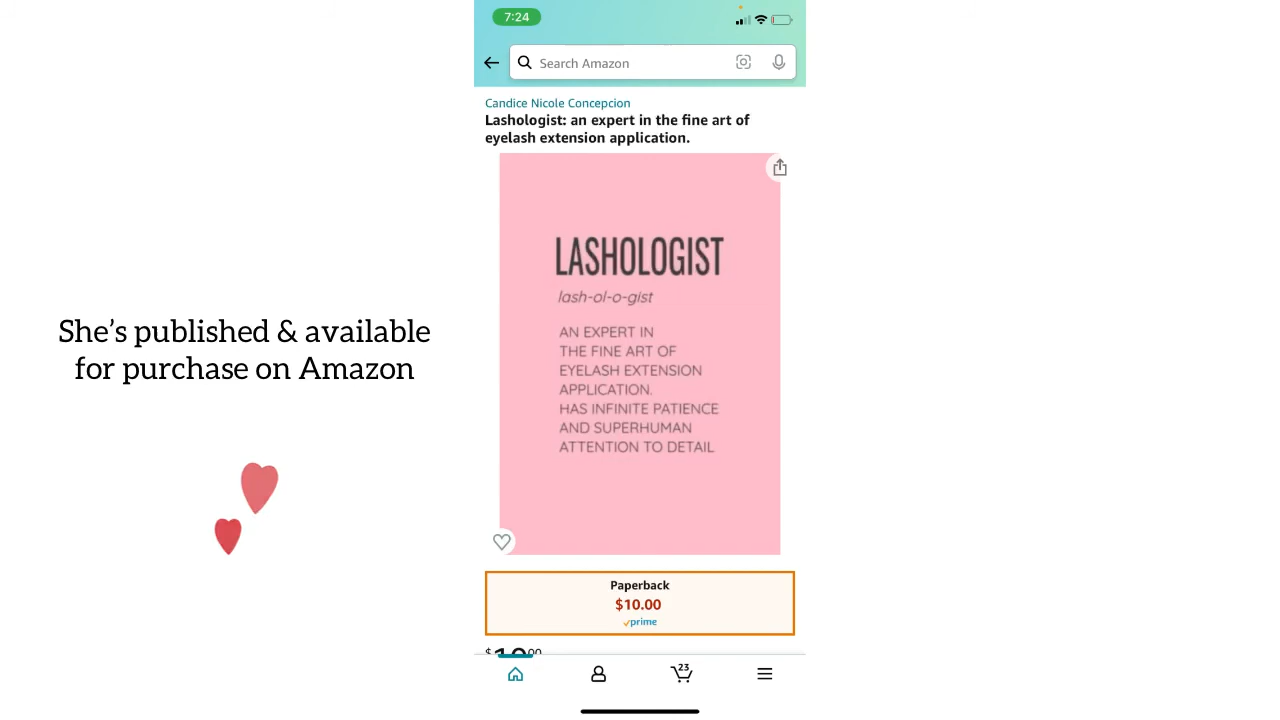 7:24
Search Amazon
Candice Nicole Concepcion
Lashologist: an expert in the fine art of
eyelash extension application.
LASHOLOGIST
lash-ol-o-gist
AN EXPERT IN
THE FINE ART OF
EYELASH EXTENSION
APPLICATION.
HAS INFINITE PATIENCE
AND SUPERHUMAN
ATTENTION TO DETAIL
She’s published & available
for purchase on Amazon
Paperback
$10.00
prime
$10.00
23